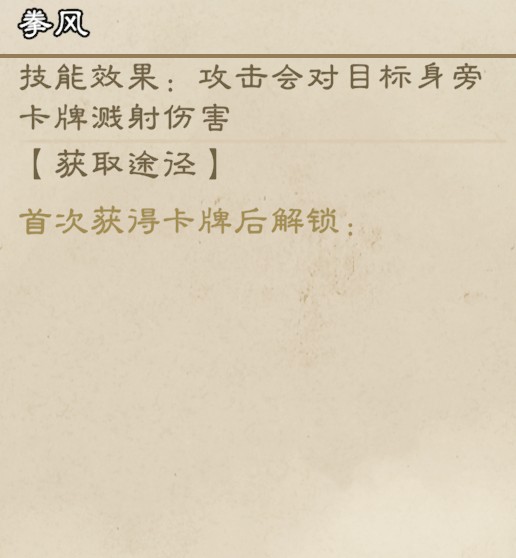 拳风
技能效果：攻击会对目标身旁
卡牌溅射伤害
【获取途径】
首次获得卡牌后解锁：